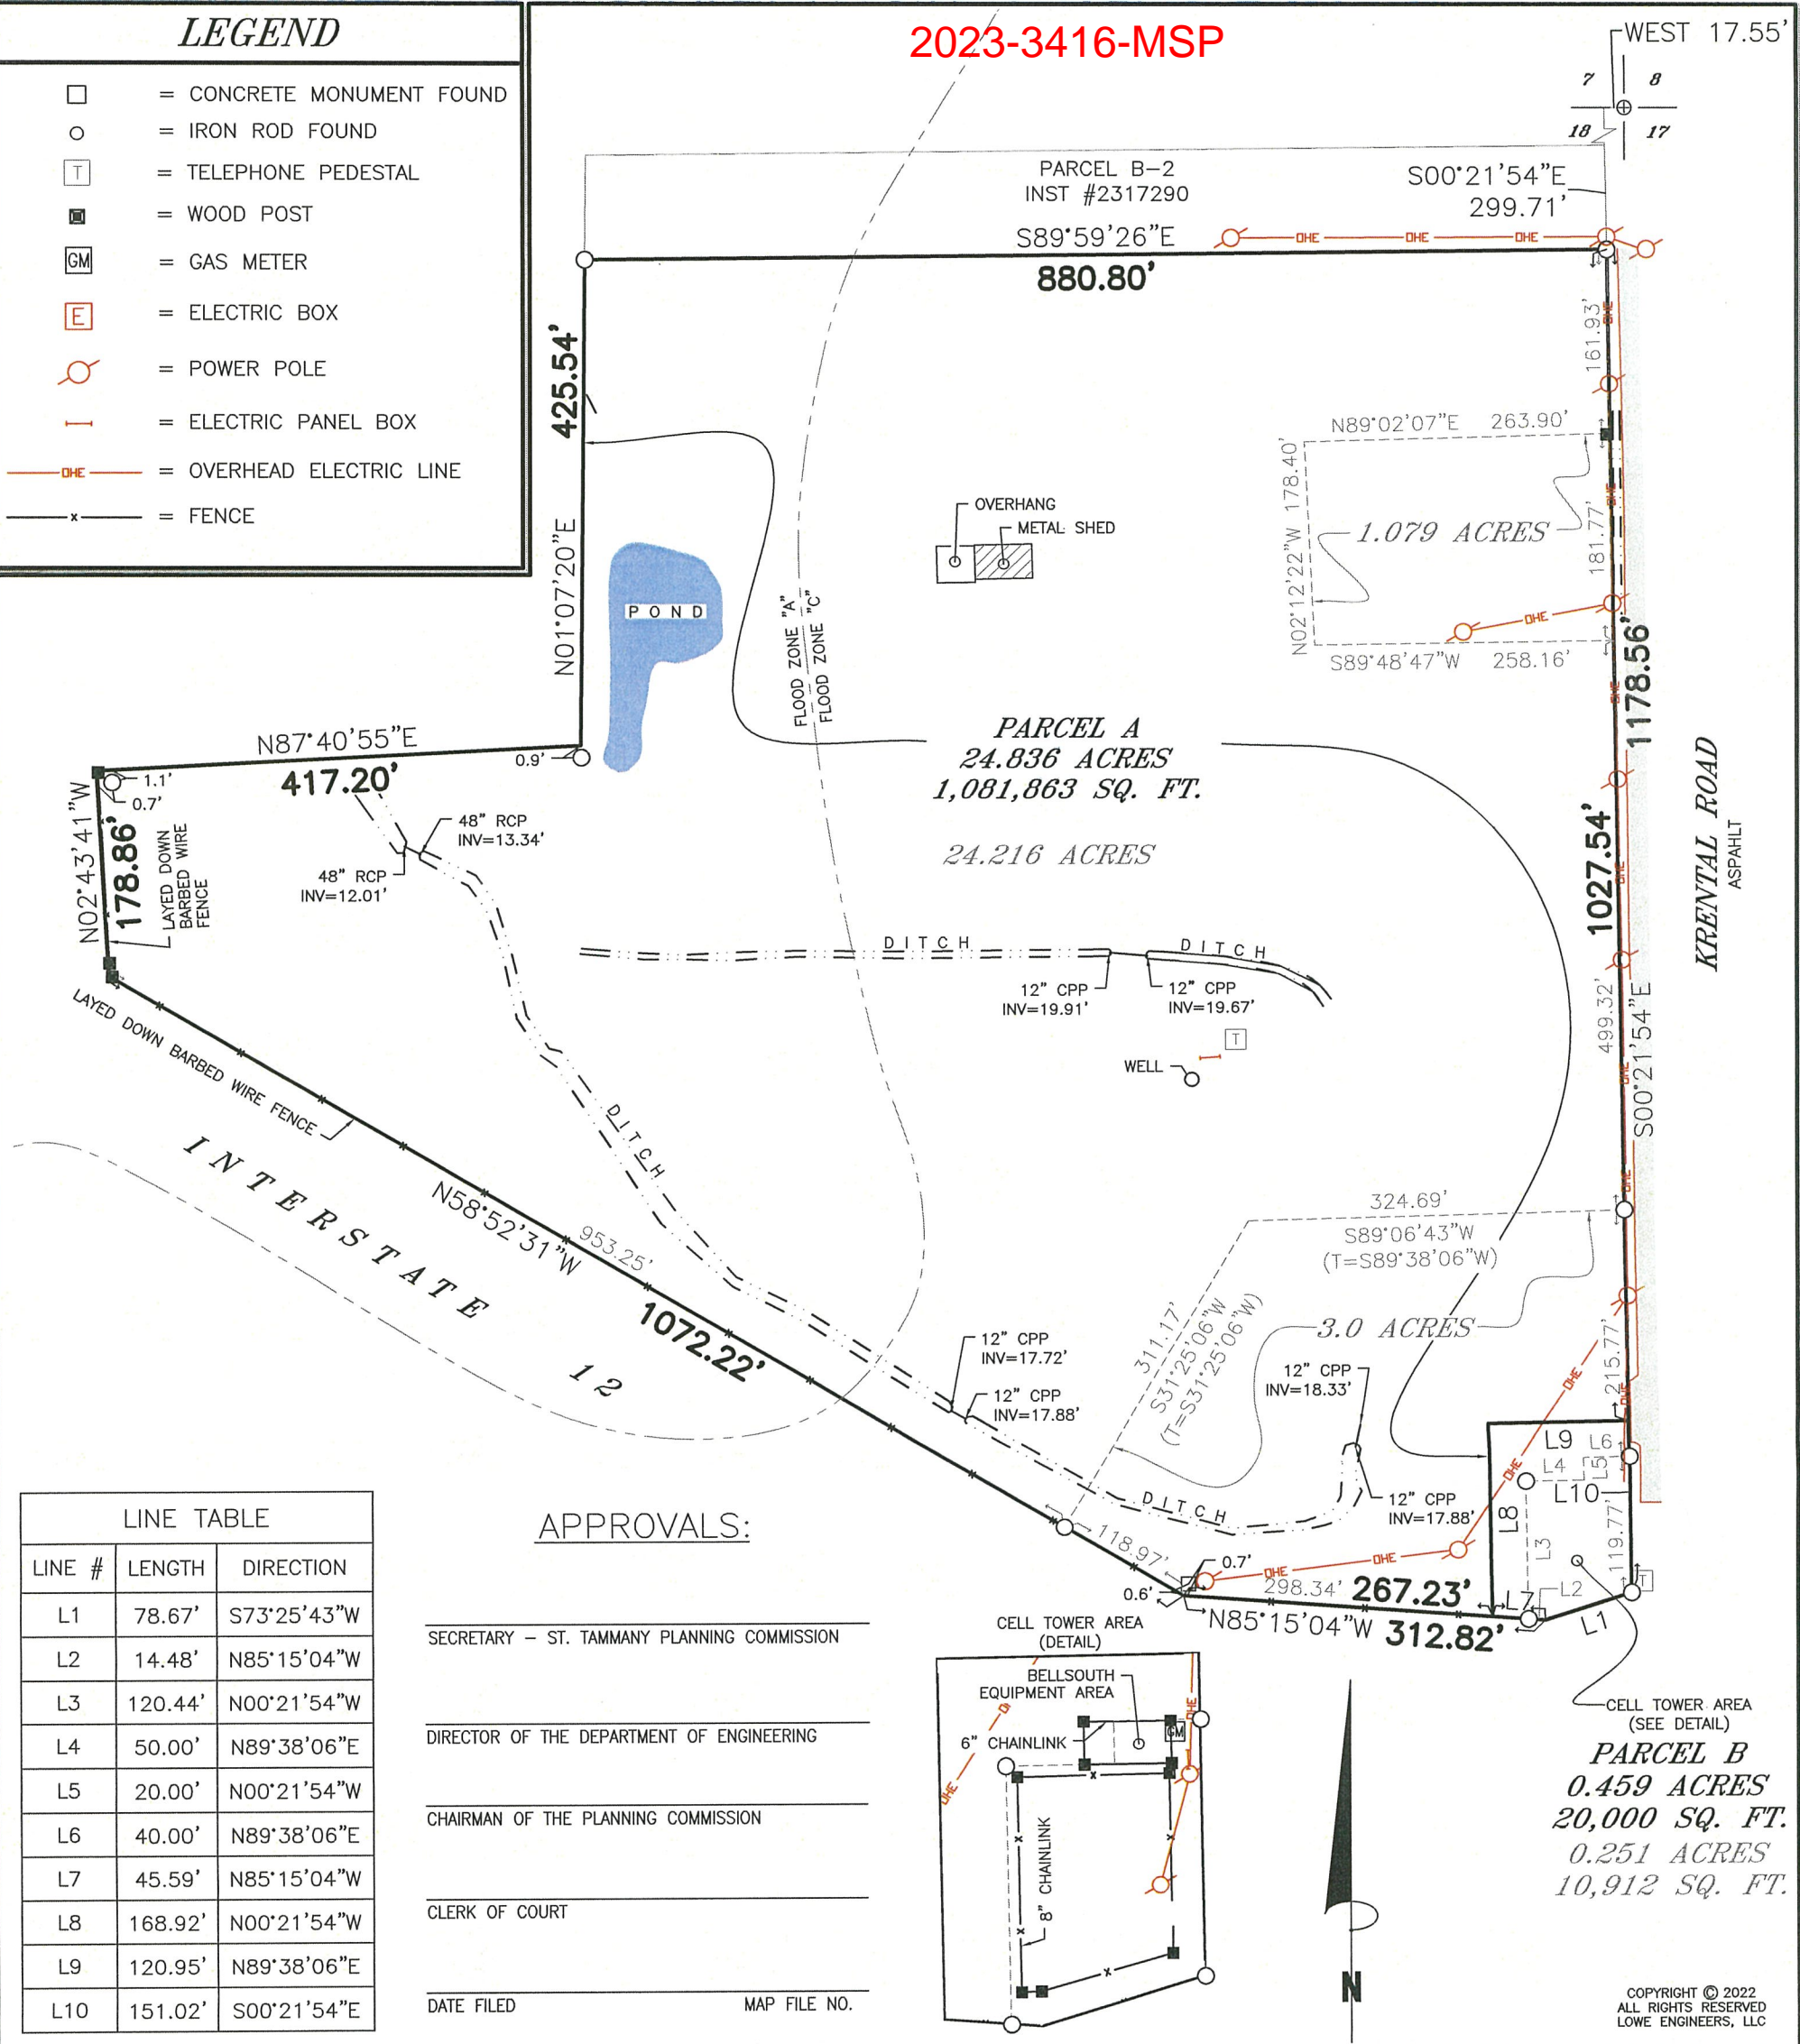 LEGEND
= CONCRETE MONUMENT FOUND
= IRON ROD FOUND
T = TELEPHONE PEDESTAL
= WOOD POST
GM = GAS METER
E = ELECTRIC BOX
= POWER POLE
= ELECTRIC PANEL BOX
OHE = OVERHEAD ELECTRIC LINE
x = FENCE
2023-3416-MSP
WEST 17.55'
7 8
18 17
PARCEL B-2
INST #2317290
S00°21'54"E
299.71'
S89°59'26"E
880.80'
OHE OHE OHE
425.54'
N01°07'20"E
161.93'
OHE
N89°02'07"E 263.90'
N02°12'22"W 178.40'
1.079 ACRES
181.77'
OHE
OHE
S89°48'47"W 258.16'
OVERHANG
METAL SHED
POND
FLOOD ZONE "A"
FLOOD ZONE "C"
1178.56'
OHE
PARCEL A
24.836 ACRES
1,081,863 SQ. FT.
24.216 ACRES
KRENTAL ROAD
ASPAHLT
1027.54'
OHE
499.32'
S00°21'54"E
OHE
OHE
N87°40'55"E
417.20'
0.9'
1.1'
0.7'
N02°43'41"W
178.86'
LAYED DOWN
BARBED WIRE
FENCE
48" RCP
INV=13.34'
48" RCP
INV=12.01'
DITCH
DITCH
12" CPP
INV=19.91'
12" CPP
INV=19.67'
T
WELL
LAYED DOWN BARBED WIRE FENCE
DITCH
INTERSTATE
12
N58°52'31"W
953.25'
1072.22'
324.69'
S89°06'43"W
(T=S89°38'06"W)
3.0 ACRES
311.17'
S31°25'06"W
(T=S31°25'06"W)
12" CPP
INV=17.72'
12" CPP
INV=17.88'
12" CPP
INV=18.33'
12" CPP
INV=17.88'
DITCH
215.77'
OHE
OHE
OHE
OHE
OHE
L9 L6
L4 L5
L10
L8
L3
119.77'
L2
L7
L1
T
118.97'
0.7'
0.6'
298.34' 267.23'
N85°15'04"W 312.82'
CELL TOWER AREA
(SEE DETAIL)
PARCEL B
0.459 ACRES
20,000 SQ. FT.
0.251 ACRES
10,912 SQ. FT.
LINE TABLE
LINE # LENGTH DIRECTION
L1 78.67' S73°25'43"W
L2 14.48' N85°15'04"W
L3 120.44' N00°21'54"W
L4 50.00' N89°38'06"E
L5 20.00' N00°21'54"W
L6 40.00' N89°38'06"E
L7 45.59' N85°15'04"W
L8 168.92' N00°21'54"W
L9 120.95' N89°38'06"E
L10 151.02' S00°21'54"E
APPROVALS:
SECRETARY – ST. TAMMANY PLANNING COMMISSION
DIRECTOR OF THE DEPARTMENT OF ENGINEERING
CHAIRMAN OF THE PLANNING COMMISSION
CLERK OF COURT
DATE FILED MAP FILE NO.
CELL TOWER AREA
(DETAIL)
BELLSOUTH
EQUIPMENT AREA
OHE
GM
6" CHAINLINK
OHE
8" CHAINLINK
N
COPYRIGHT © 2022
ALL RIGHTS RESERVED
LOWE ENGINEERS, LLC